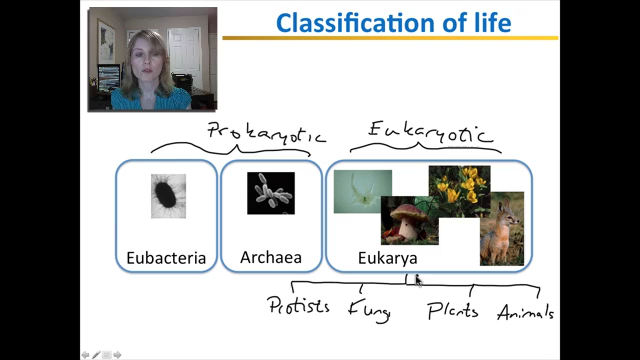 Classification of life
Prokaryotic Eukaryotic
Eubacteria Archaea Eukarya
Protists Fungi Plants Animals